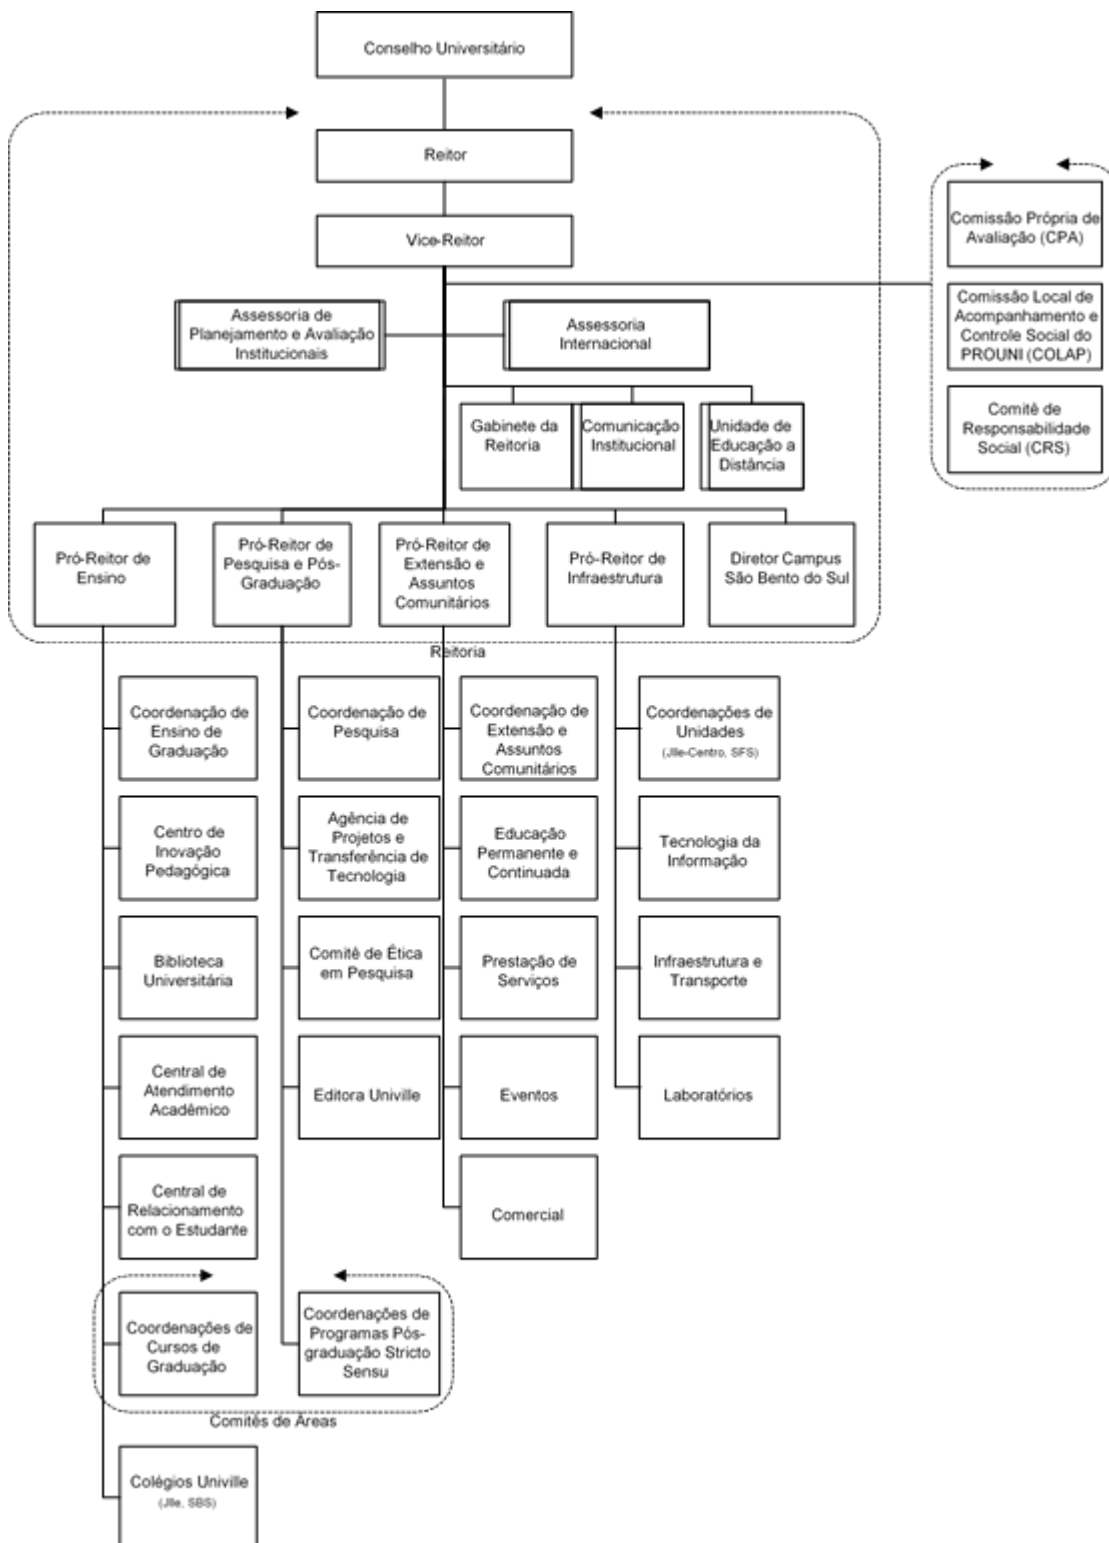 Conselho Universitário
Reitor
Vice-Reitor
Comissão Própria de
Avaliação (CPA)
Comissão Local de
Acompanhamento e
Controle Social do
PROUNI (COLAP)
Comitê de
Responsabilidade
Social (CRS)
Assessoria de
Planejamento e Avaliação
Institucionais
Assessoria
Internacional
Gabinete da
Reitoria
Comunicação
Institucional
Unidade de
Educação a
Distância
Pró-Reitor de
Ensino
Pró-Reitor de
Pesquisa e Pós-
Graduação
Pró-Reitor de
Extensão e
Assuntos
Comunitários
Pró-Reitor de
Infraestrutura
Diretor Campus
São Bento do Sul
Reitoria
Coordenação de
Ensino de
Graduação
Coordenação de
Pesquisa
Coordenação de
Extensão e
Assuntos
Comunitários
Coordenações de
Unidades
(Jlle-Centro, SFS)
Centro de
Inovação
Pedagógica
Agência de
Projetos e
Transferência de
Tecnologia
Educação
Permanente e
Continuada
Tecnologia da
Informação
Biblioteca
Universitária
Comitê de Ética
em Pesquisa
Prestação de
Serviços
Infraestrutura e
Transporte
Central de
Atendimento
Acadêmico
Editora Univille
Eventos
Laboratórios
Central de
Relacionamento
com o Estudante
Comercial
Coordenações de
Cursos de
Graduação
Coordenações de
Programas Pós-
graduação Stricto
Sensu
Comitês de Áreas
Colégios Univille
(Jlle, SBS)